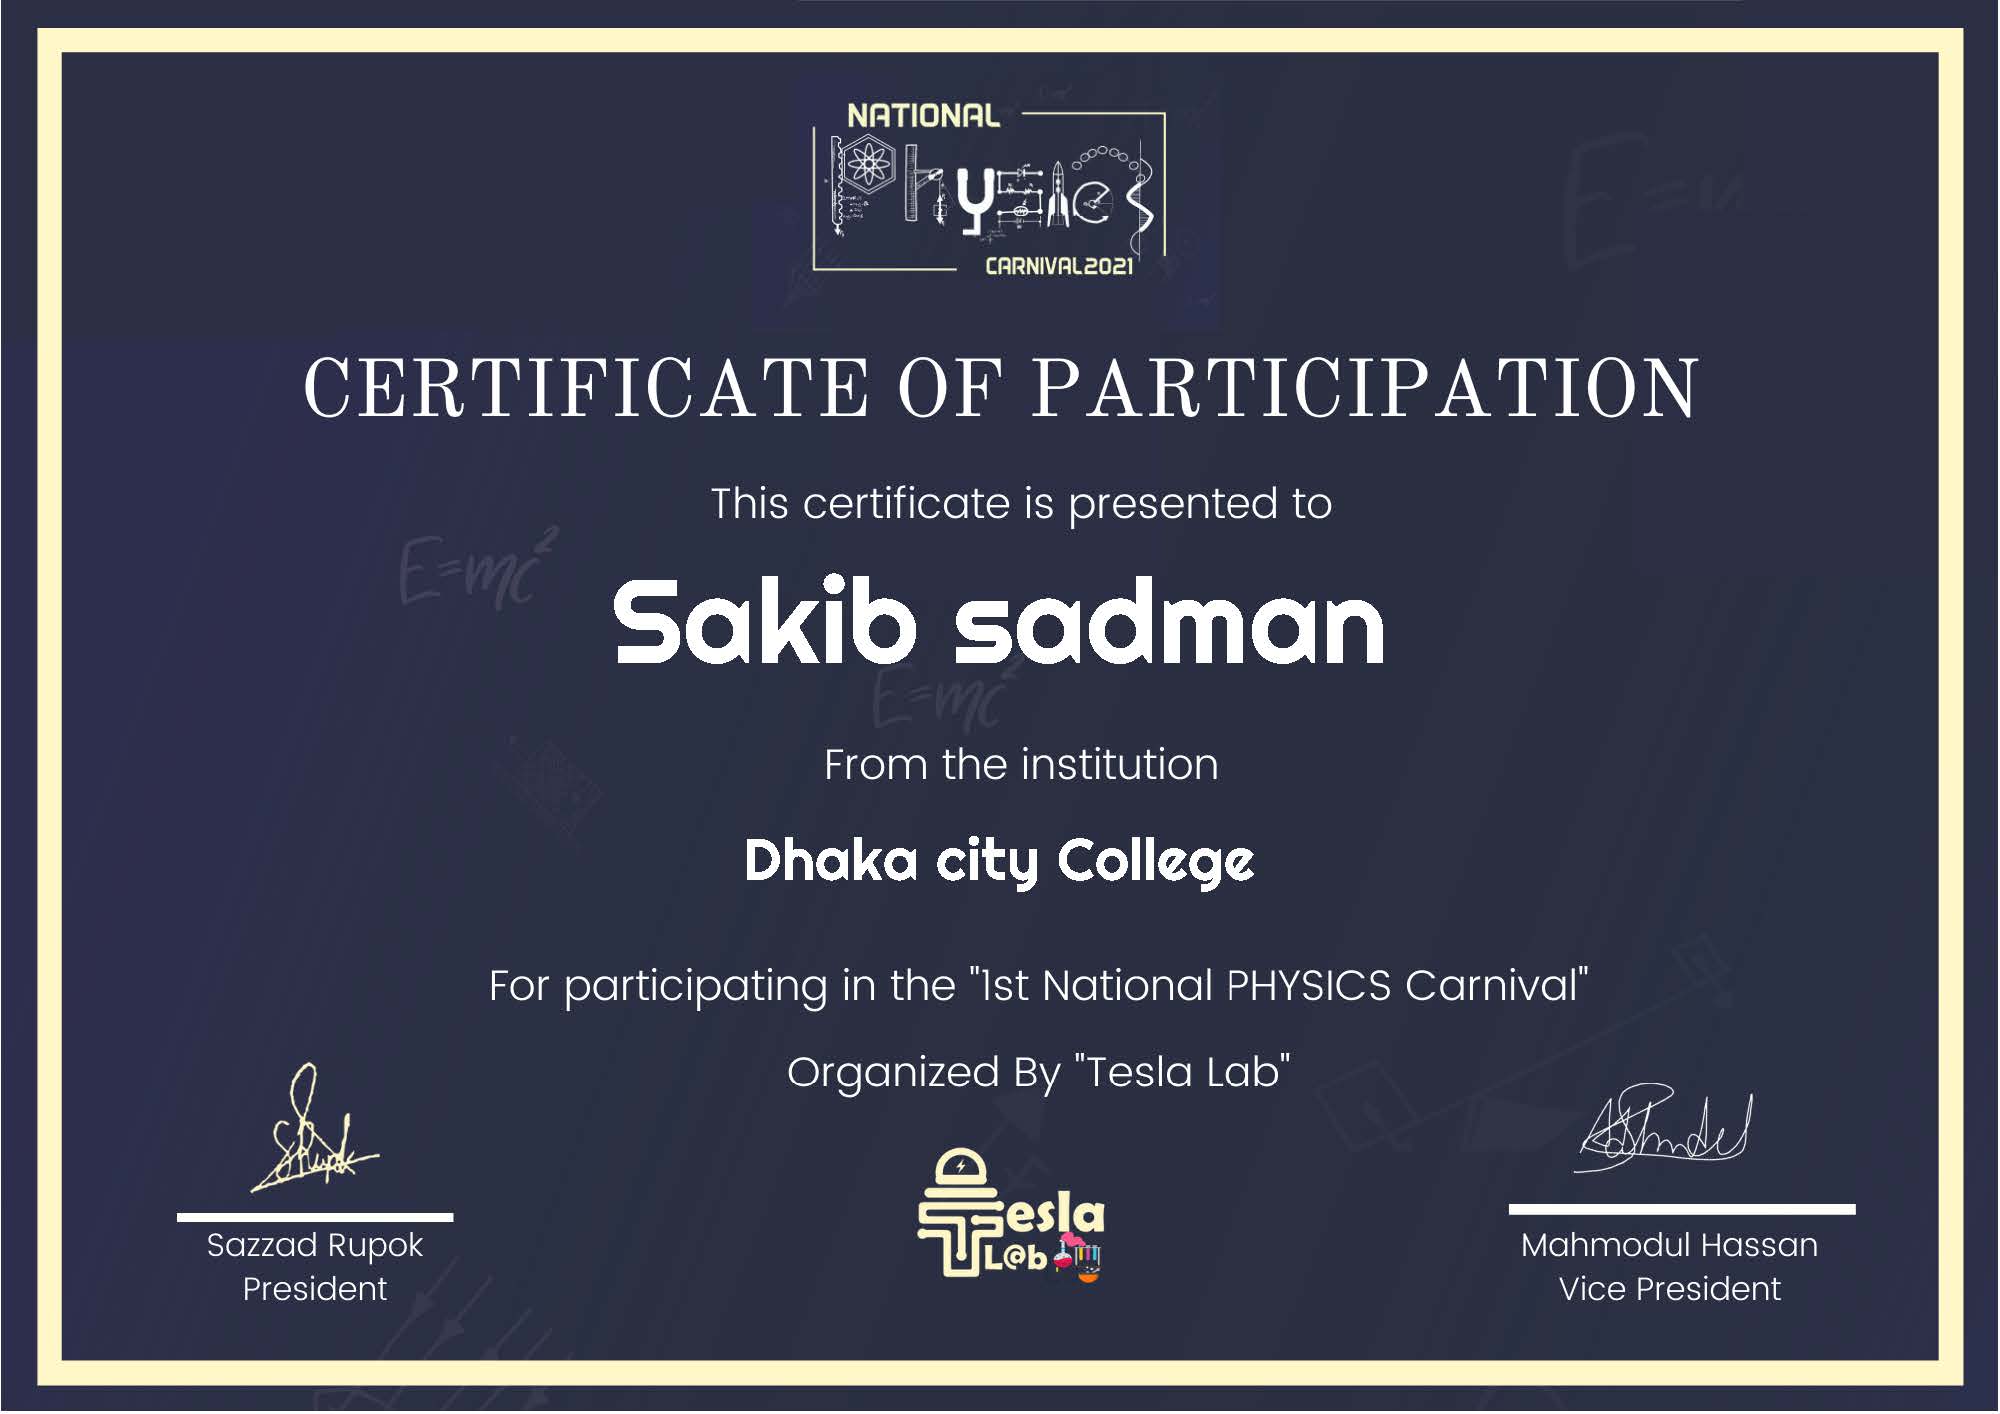 NATIONAL
Physics
CARNIVAL2021
CERTIFICATE OF PARTICIPATION
This certificate is presented to
E=mc²
Sakib sadman
E=mc²
From the institution
Dhaka city College
For participating in the "1st National PHYSICS Carnival"
Organized By "Tesla Lab"
Tesla
L@b
Sazzad Rupok
President
Mahmodul Hassan
Vice President